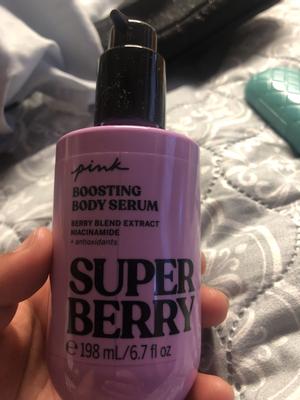 pink
BOOSTING
BODY SERUM
BERRY BLEND EXTRACT
NIACINAMIDE
+ antioxidants
SUPER
BERRY
℮ 198 mL/6.7 fl oz